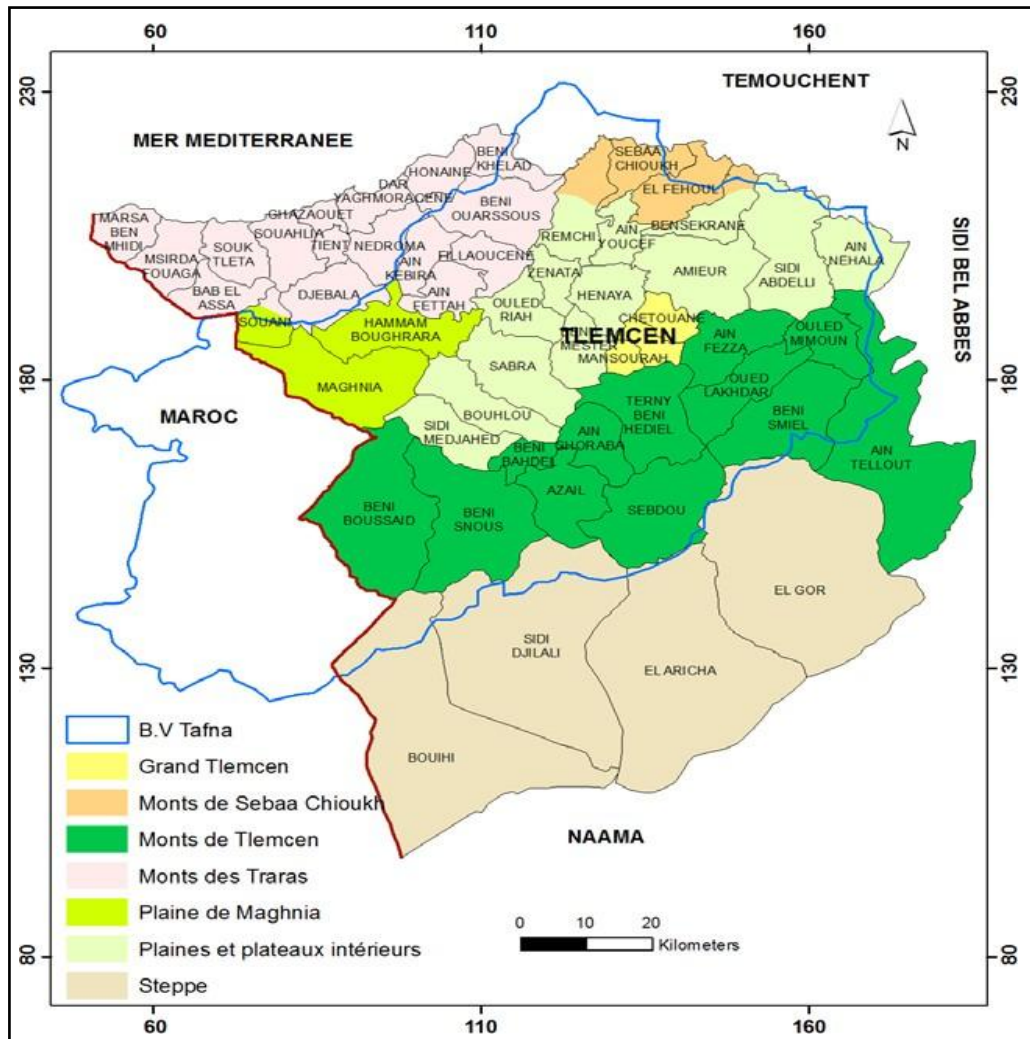 60
110
160
230
TEMOUCHENT
230
MER MEDITERRANEE
N
BENI
KHELAD
SEBAA
CHIOUKH
HONAINE
DAR
YAGHMORACENE
EL FEHOUL
BENI
OUARSSOUS
GHAZAOUET
MARSA
BEN
MHIDI
SOUAHLIA
BENSEKRANE
REMCHI
AIN
YOUCEF
TIENT
NEDROMA
SOUK
TLETA
FILLAOUCENE
AIN
NEHALA
MSIRDA
FOUAGA
AIN
KEBIRA
ZENATA
AMIEUR
SIDI
ABDELLI
BAB EL
ASSA
DJEBALA
AIN
FETTAH
HENAYA
OULED
RIAH
CHETOUANE
SOUANI
HAMMAM
BOUGHRARA
TLEMCEN
OULED
MIMOUN
AIN
FEZZA
MESTER
MANSOURAH
SABRA
SIDI BEL ABBES
180
MAGHNIA
OUED
LAKHDAR
180
MAROC
TERNY
BENI
HEDIEL
BOUHLOU
BENI
SMIEL
SIDI
MEDJAHED
AIN
GHORABA
BENI
BAHDEL
AIN
TELLOUT
AZAIL
BENI
BOUSSAID
BENI
SNOUS
SEBDOU
EL GOR
SIDI
DJILALI
130
EL ARICHA
130
BOUIHI
NAAMA
B.V Tafna
Grand Tlemcen
Monts de Sebaa Chioukh
Monts de Tlemcen
Monts des Traras
Plaine de Maghnia
Plaines et plateaux intérieurs
Steppe
0 10 20
Kilometers
80
80
60
110
160